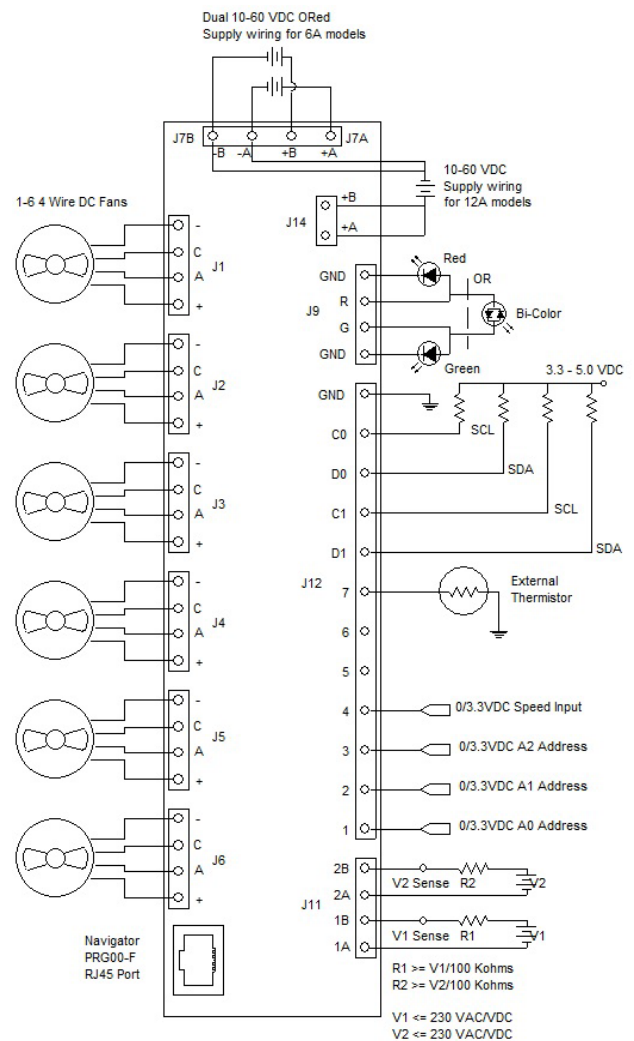 Dual 10-60 VDC ORed
Supply wiring for 6A models
J7B
J7A
-B
-A
+B
+A
10-60 VDC
Supply wiring
for 12A models
J14
+B
+A
1-6 4 Wire DC Fans
-
C
A
+
J1
-
C
A
+
J2
-
C
A
+
J3
-
C
A
+
J4
-
C
A
+
J5
-
C
A
+
J6
J9
GND
R
G
GND
Red
OR
Bi-Color
Green
3.3 - 5.0 VDC
J12
GND
C0
SCL
D0
SDA
C1
SCL
D1
SDA
7
External
Thermistor
6
5
4
0/3.3VDC Speed Input
3
0/3.3VDC A2 Address
2
0/3.3VDC A1 Address
1
0/3.3VDC A0 Address
J11
2B
2A
V2 Sense
R2
V2
1B
1A
V1 Sense
R1
V1
Navigator
PRG00-F
RJ45 Port
R1 >= V1/100 Kohms
R2 >= V2/100 Kohms
V1 <= 230 VAC/VDC
V2 <= 230 VAC/VDC